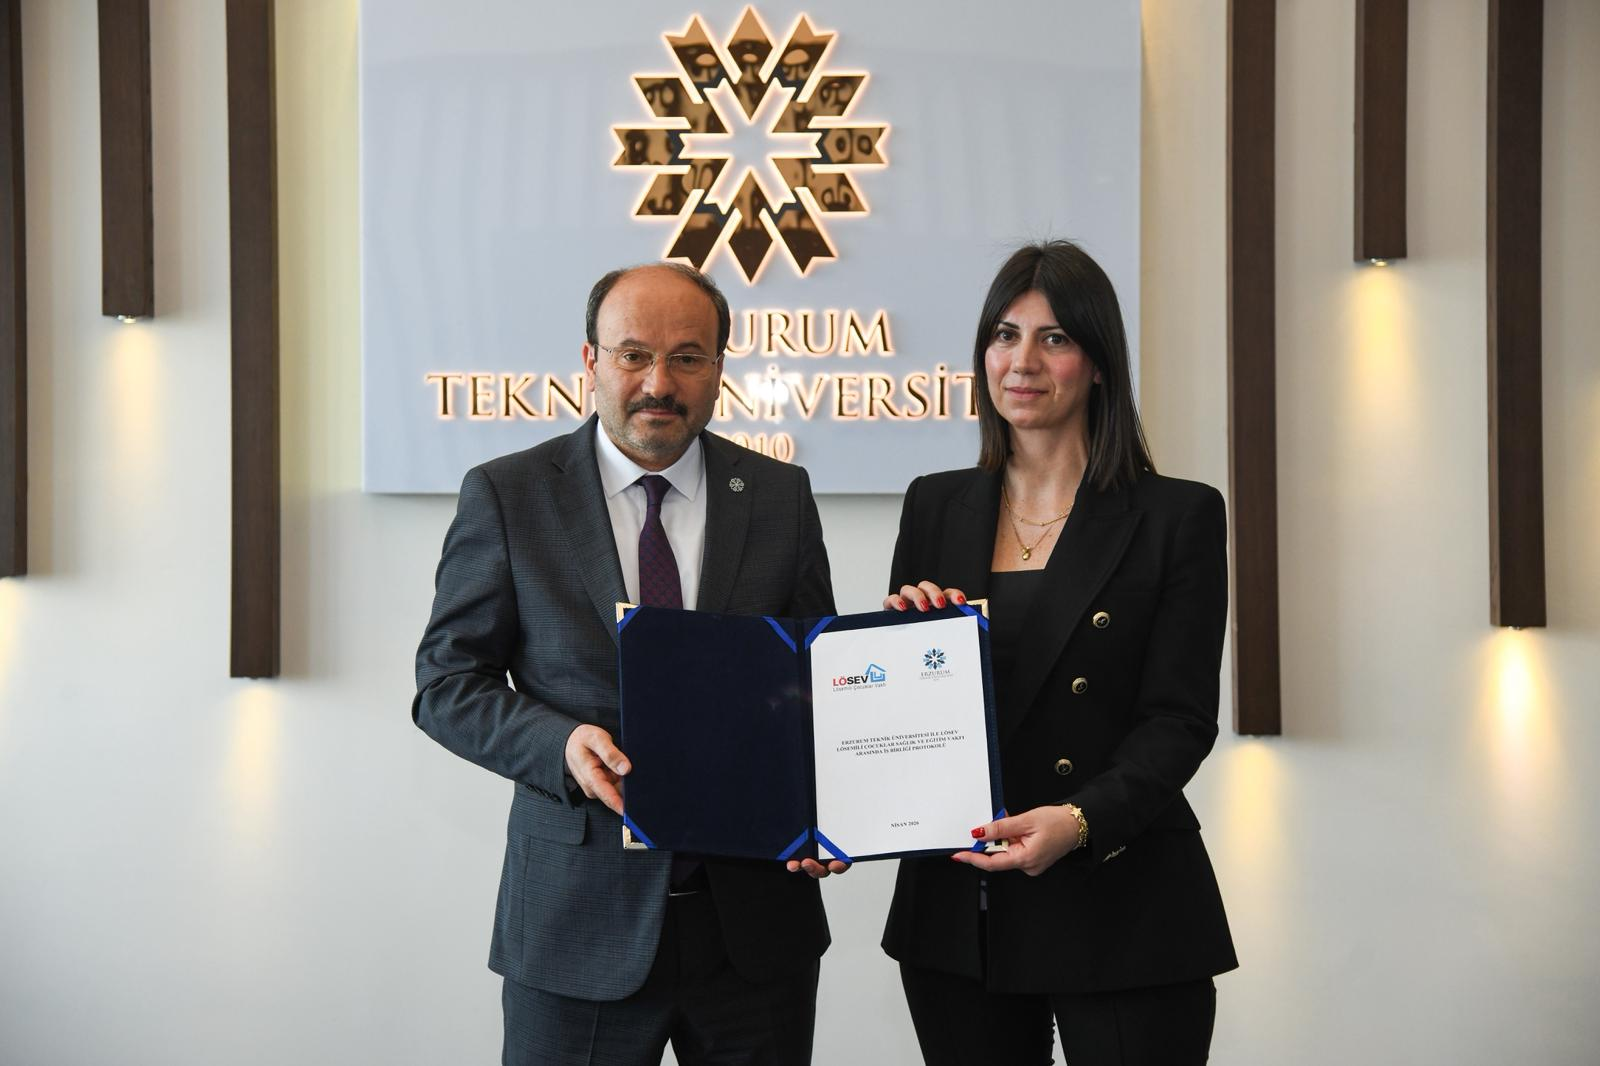 URUM
TEKN NİVERSİT
2010
LÖSEV
Lösemili Çocuklar Vakfı
ERZURUM
ERZURUM TEKNİK ÜNİVERSİTESİ İLE LÖSEV
LÖSEMİLİ ÇOCUKLAR SAĞLIK VE EĞİTİM VAKFI
ARASINDA İŞ BİRLİĞİ PROTOKOLÜ
NİSAN 2026